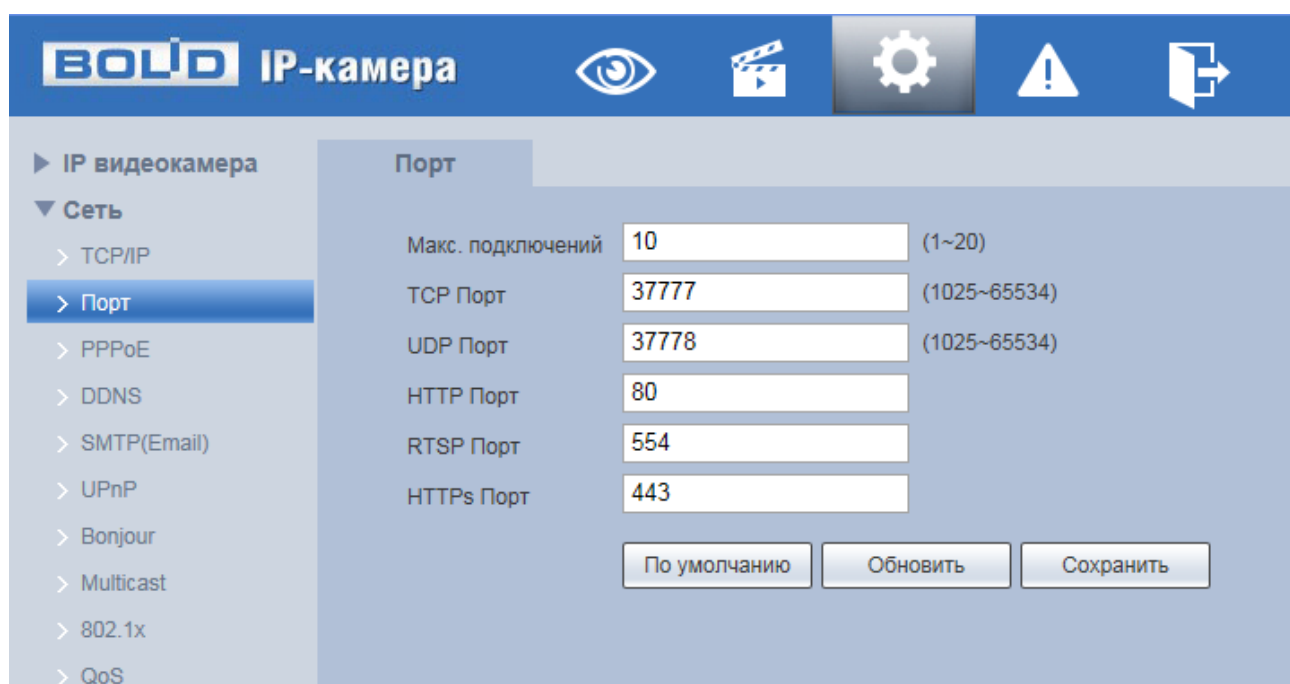 BOLID IP-камера
IP видеокамера
Сеть
TCP/IP
Порт
PPPoE
DDNS
SMTP(Email)
UPnP
Bonjour
Multicast
802.1x
QoS
Порт
Макс. подключений 10 (1~20)
TCP Порт 37777 (1025~65534)
UDP Порт 37778 (1025~65534)
HTTP Порт 80
RTSP Порт 554
HTTPs Порт 443
По умолчанию Обновить Сохранить